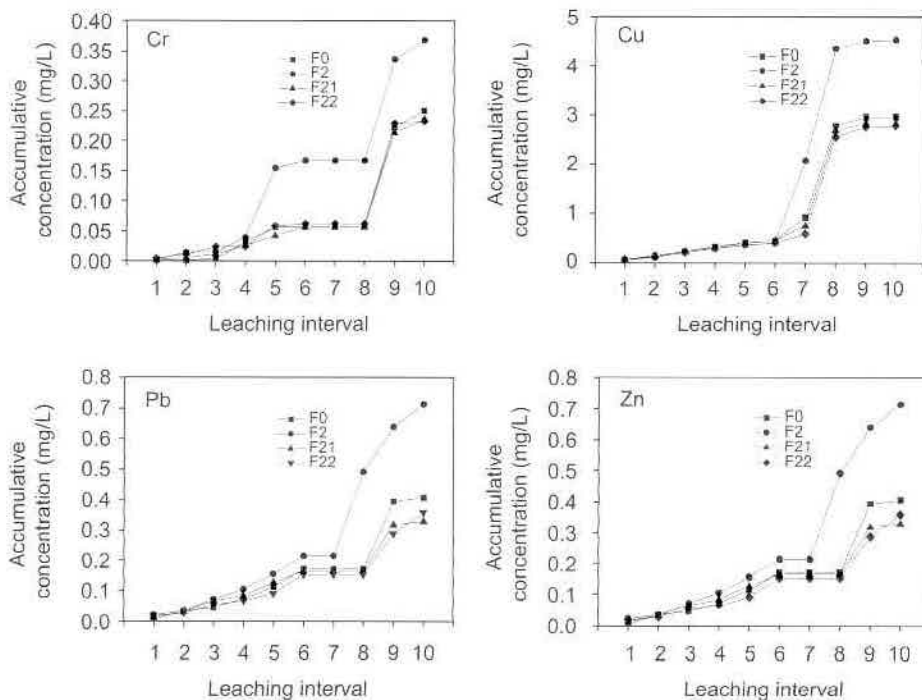 Cr
Accumulative
concentration (mg/L)
0.40
0.35
0.30
0.25
0.20
0.15
0.10
0.05
0.00
F0
F2
F21
F22
1 2 3 4 5 6 7 8 9 10
Leaching interval
Cu
Accumulative
concentration (mg/L)
5
4
3
2
1
0
F0
F2
F21
F22
1 2 3 4 5 6 7 8 9 10
Leaching interval
Pb
Accumulative
concentration (mg/L)
0.8
0.7
0.6
0.5
0.4
0.3
0.2
0.1
0.0
F0
F2
F21
F22
1 2 3 4 5 6 7 8 9 10
Leaching interval
Zn
Accumulative
concentration (mg/L)
0.8
0.7
0.6
0.5
0.4
0.3
0.2
0.1
0.0
F0
F2
F21
F22
1 2 3 4 5 6 7 8 9 10
Leaching interval